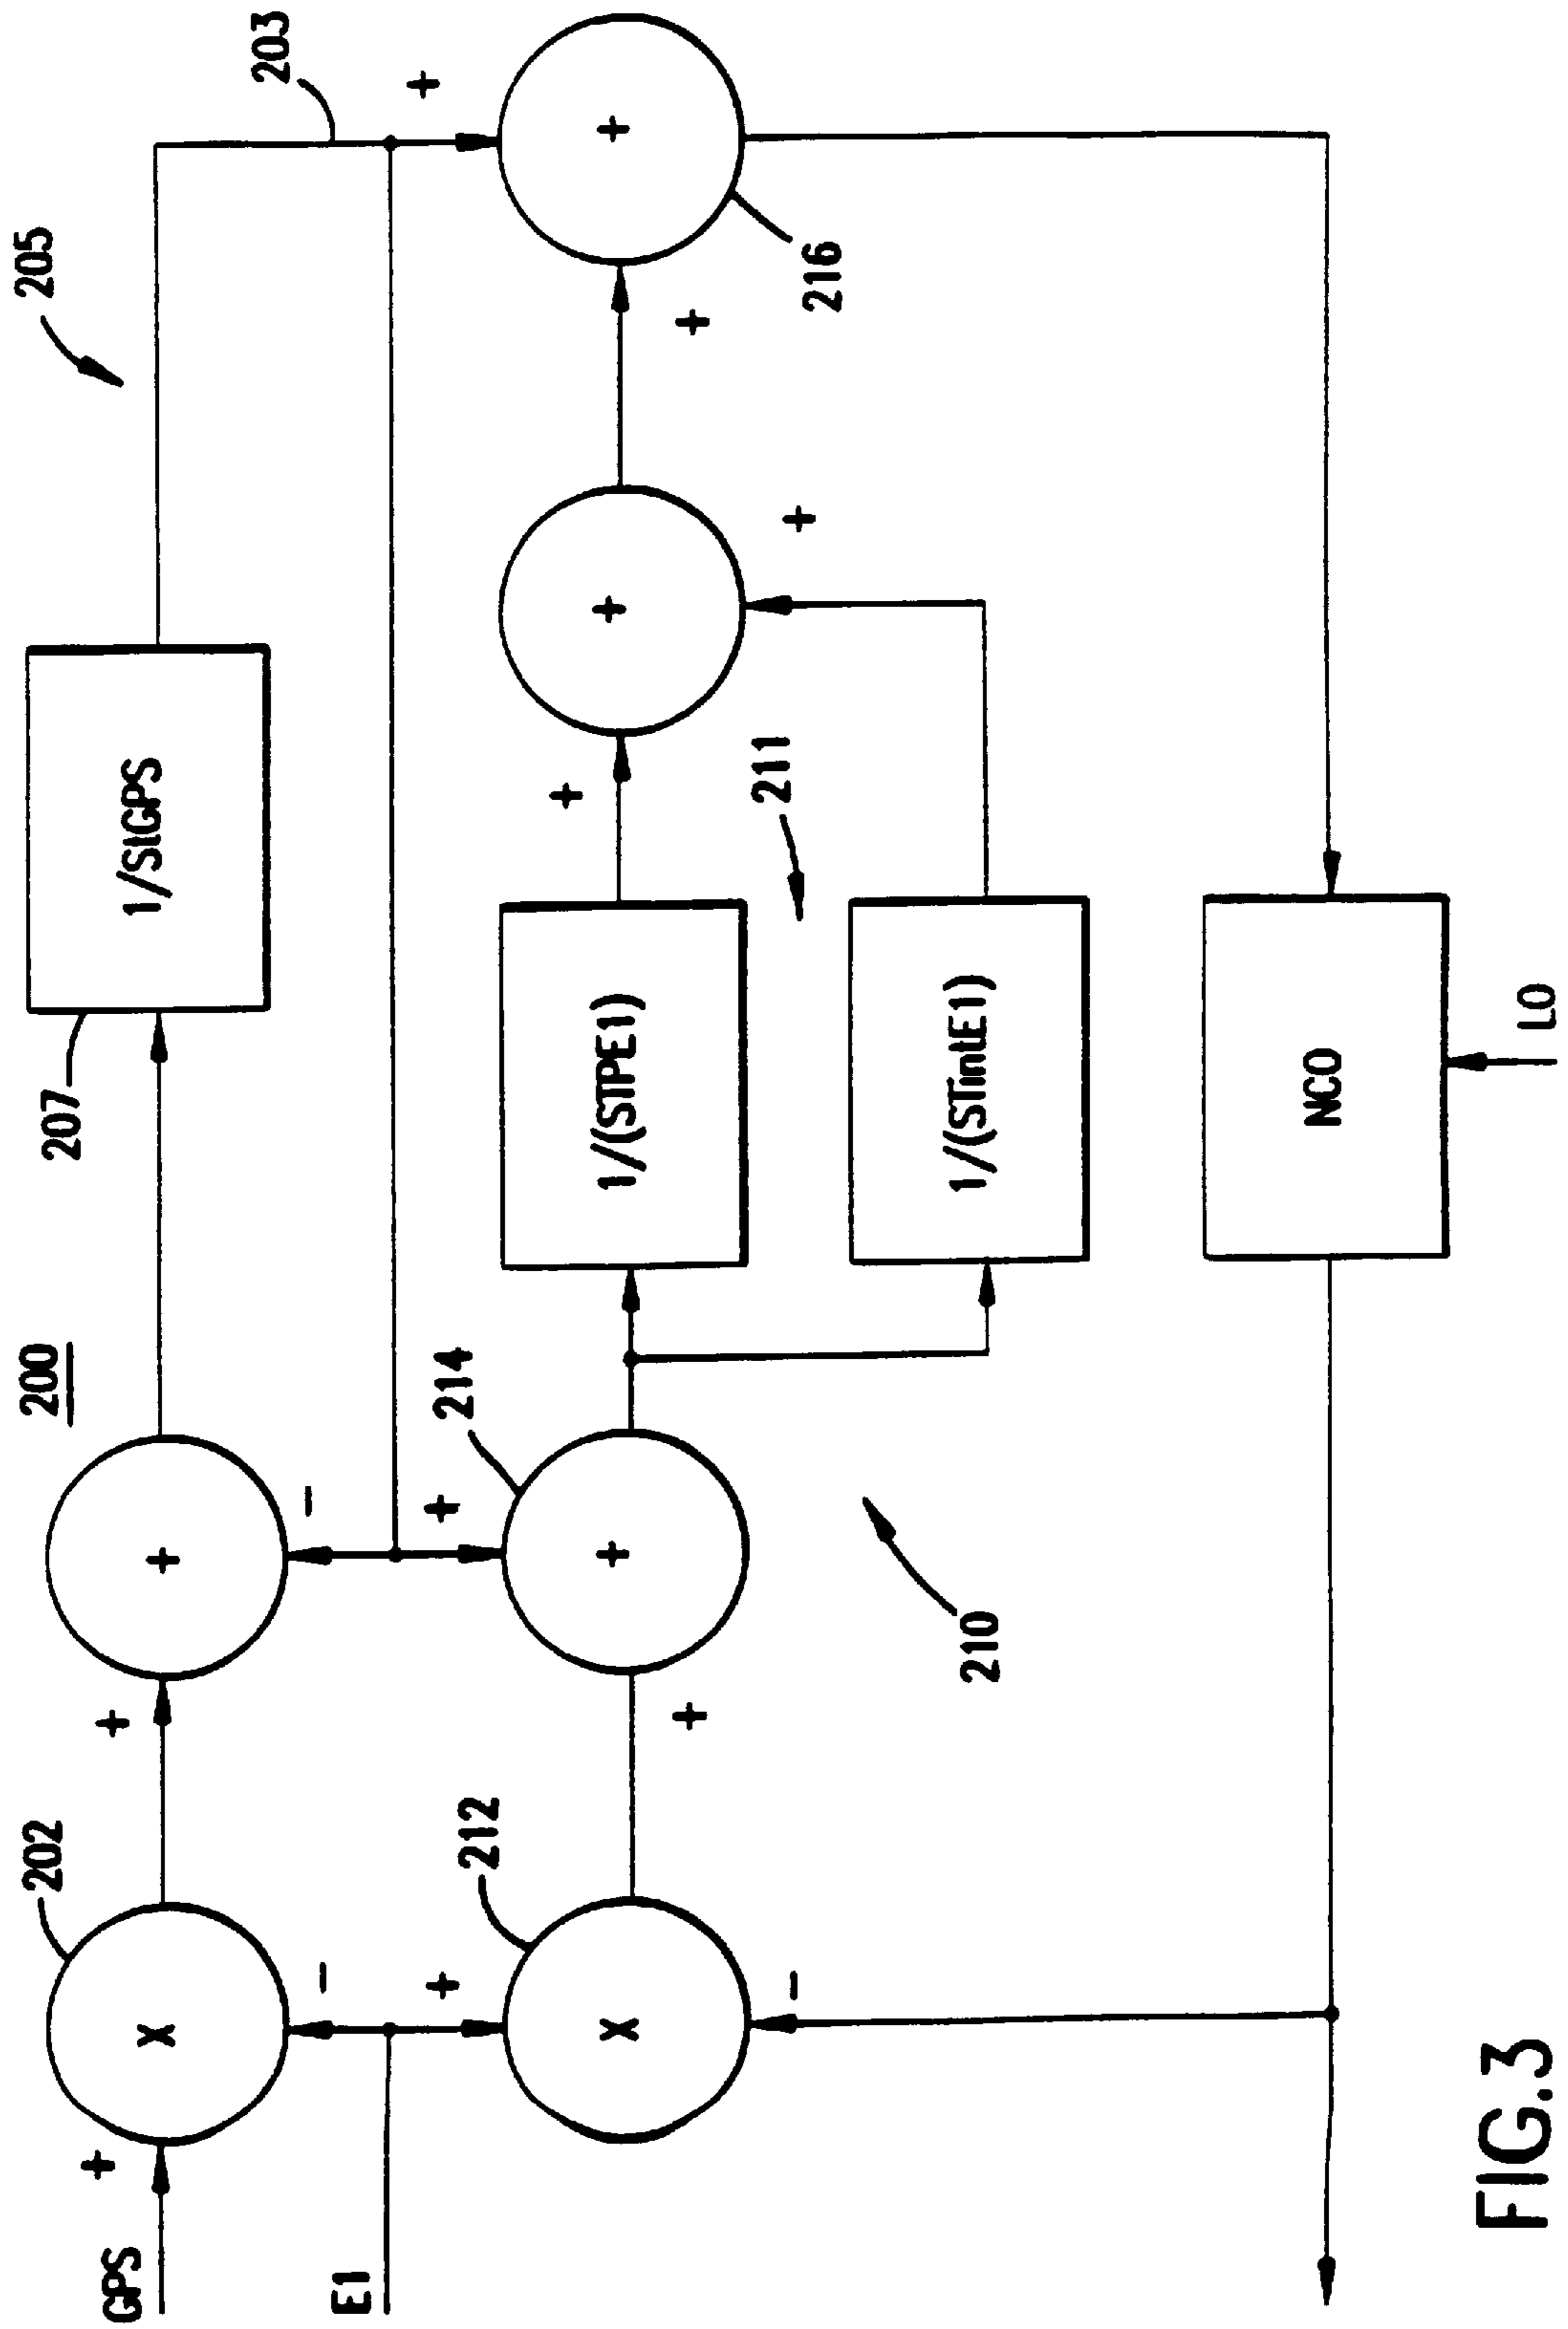 200
205
203
202
+
+
207
1/StGPS
GPS
+
X
−
−
E1
+
+
+
212
214
X
+
1/(STPE1)
+
+
+
+
+
−
210
1/(STintE1)
211
+
216
NCO
LO
FIG.3